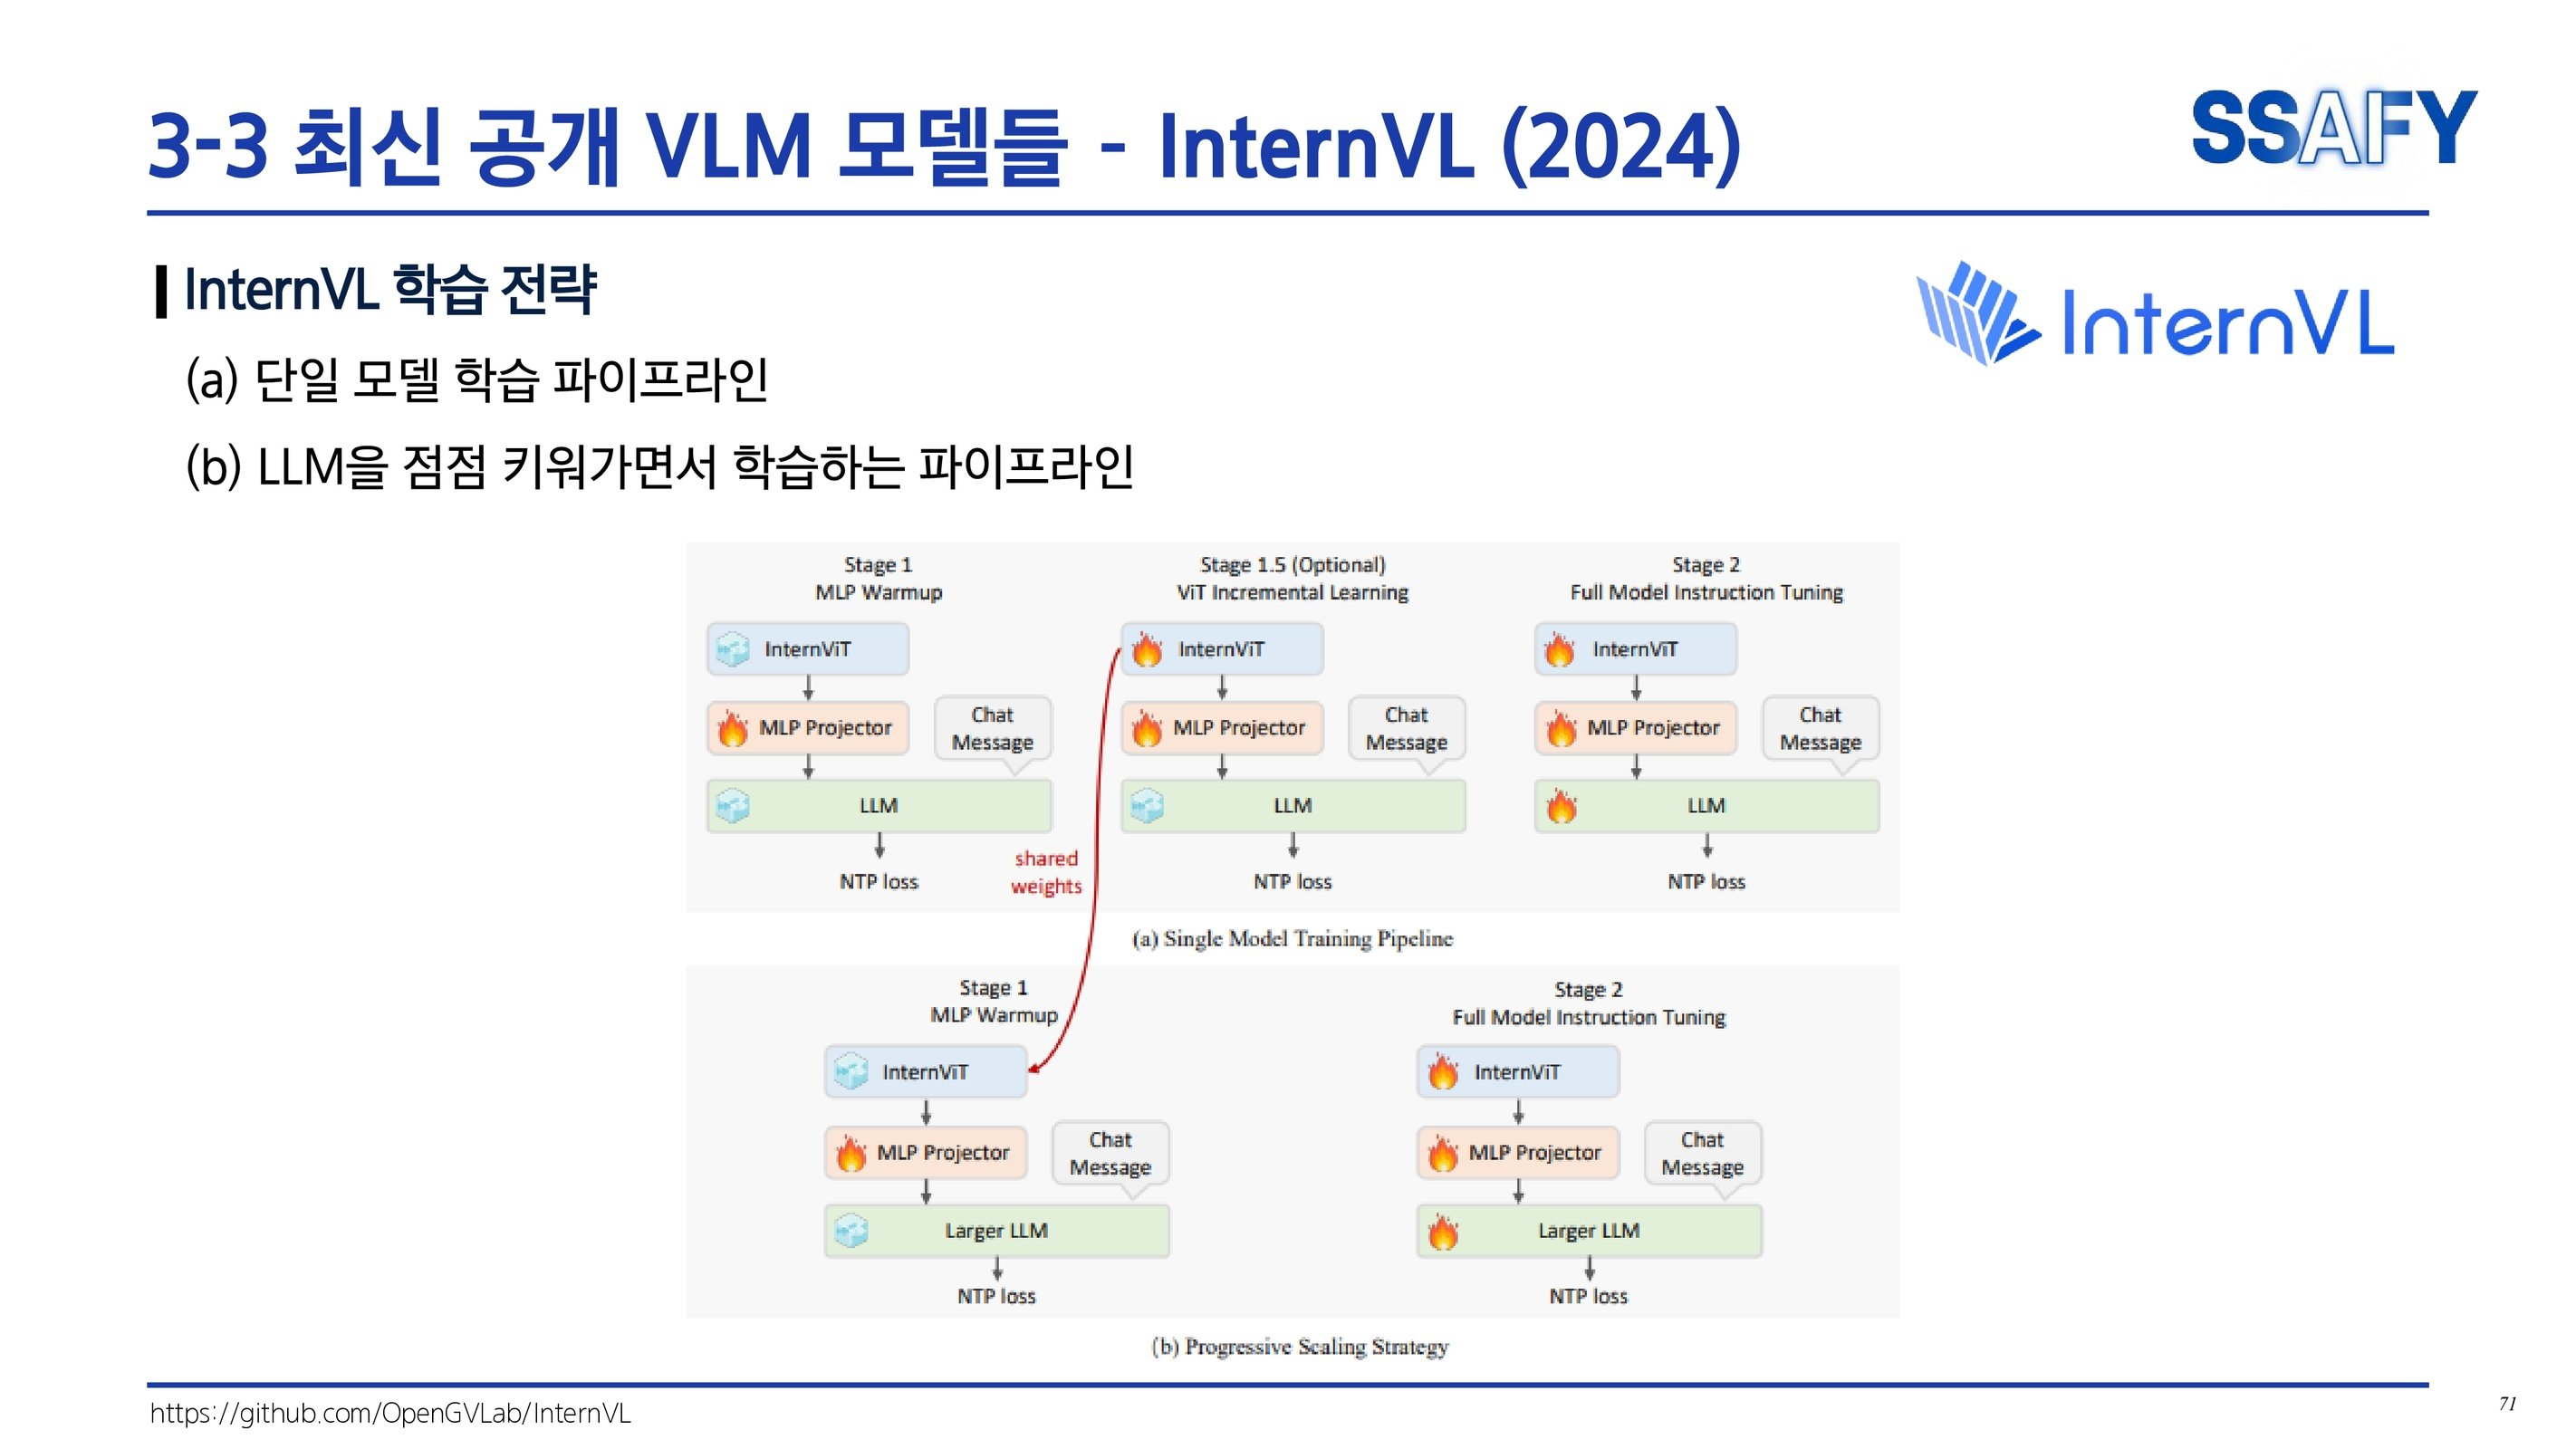 3-3 최신 공개 VLM 모델들 - InternVL (2024)
SSAFY
InternVL 학습 전략
InternVL
(a) 단일 모델 학습 파이프라인
(b) LLM을 점점 키워가면서 학습하는 파이프라인
Stage 1
MLP Warmup
InternViT
MLP Projector
Chat
Message
LLM
NTP loss
shared
weights
Stage 1.5 (Optional)
ViT Incremental Learning
InternViT
MLP Projector
Chat
Message
LLM
NTP loss
Stage 2
Full Model Instruction Tuning
InternViT
MLP Projector
Chat
Message
LLM
NTP loss
(a) Single Model Training Pipeline
Stage 1
MLP Warmup
InternViT
MLP Projector
Chat
Message
Larger LLM
NTP loss
Stage 2
Full Model Instruction Tuning
InternViT
MLP Projector
Chat
Message
Larger LLM
NTP loss
(b) Progressive Scaling Strategy
https://github.com/OpenGVLab/InternVL
71